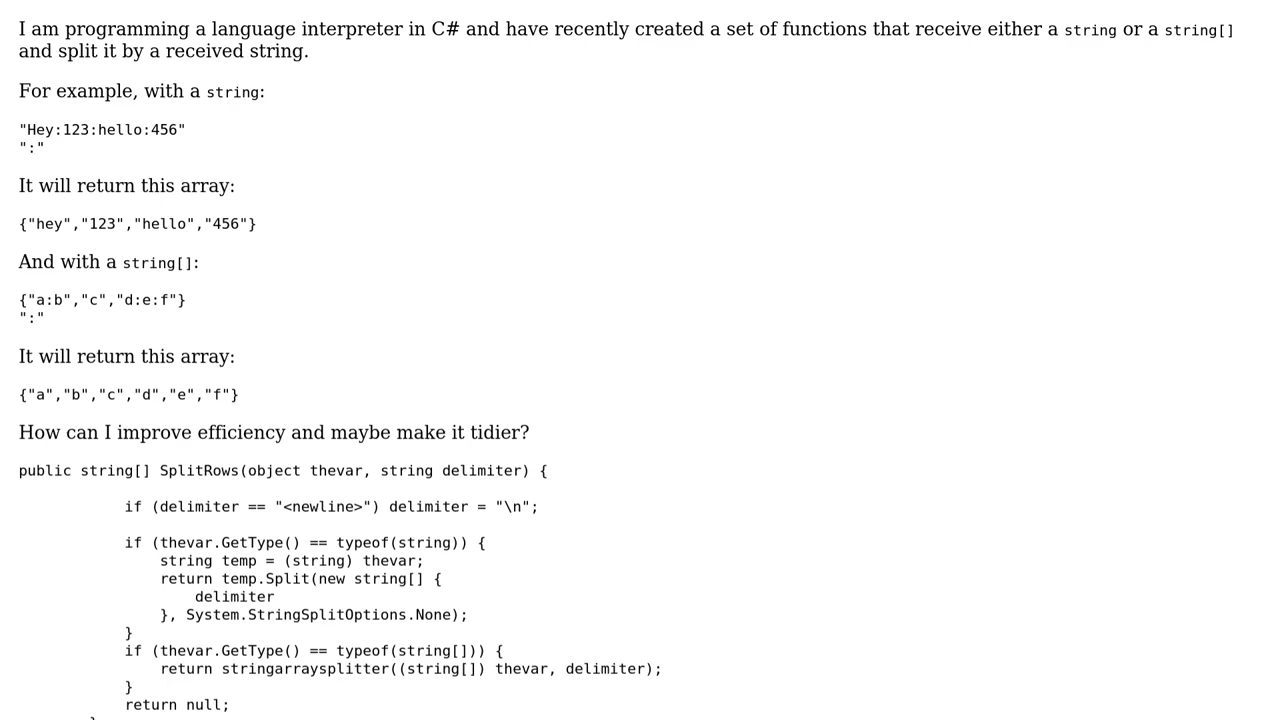 I am programming a language interpreter in C# and have recently created a set of functions that receive either a string or a string[]
and split it by a received string.
For example, with a string:
"Hey:123:hello:456"
":"
It will return this array:
{"hey","123","hello","456"}
And with a string[]:
{"a:b","c","d:e:f"}
":"
It will return this array:
{"a","b","c","d","e","f"}
How can I improve efficiency and maybe make it tidier?
public string[] SplitRows(object thevar, string delimiter) {
if (delimiter == "<newline>") delimiter = "\n";
if (thevar.GetType() == typeof(string)) {
string temp = (string) thevar;
return temp.Split(new string[] {
delimiter
}, System.StringSplitOptions.None);
}
if (thevar.GetType() == typeof(string[])) {
return stringarraysplitter((string[]) thevar, delimiter);
}
return null;